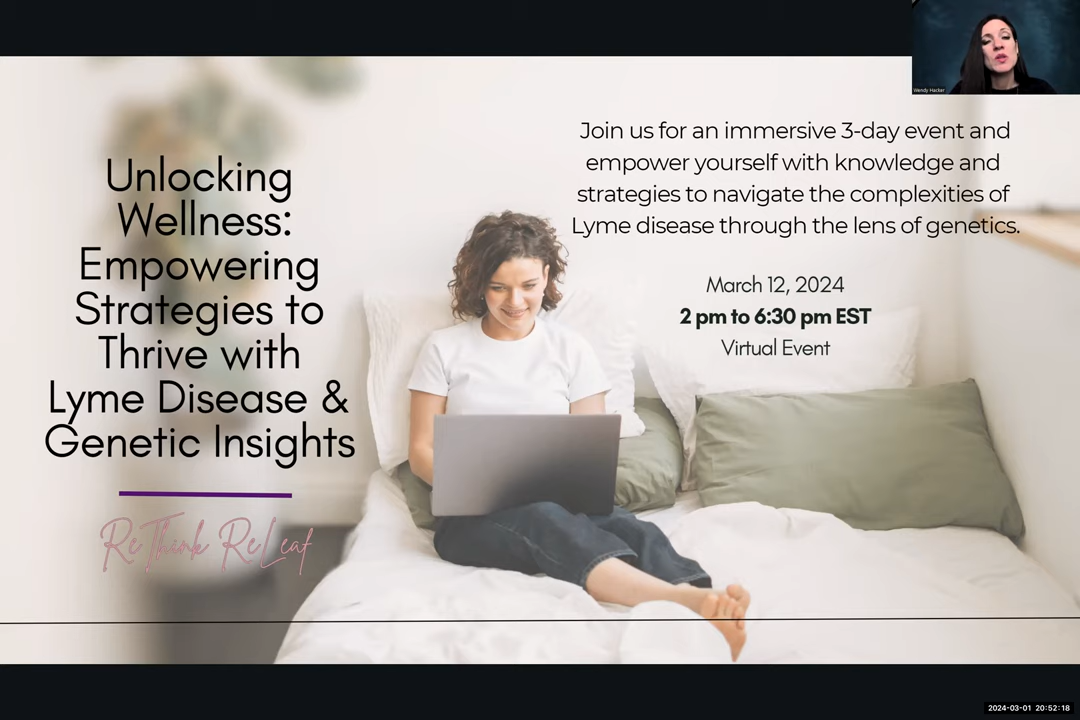 Wendy Hacker
Join us for an immersive 3-day event and
empower yourself with knowledge and
strategies to navigate the complexities of
Lyme disease through the lens of genetics.
March 12, 2024
2 pm to 6:30 pm EST
Virtual Event
Unlocking
Wellness:
Empowering
Strategies to
Thrive with
Lyme Disease &
Genetic Insights
ReThink ReLeaf
2024-03-01 20:52:18